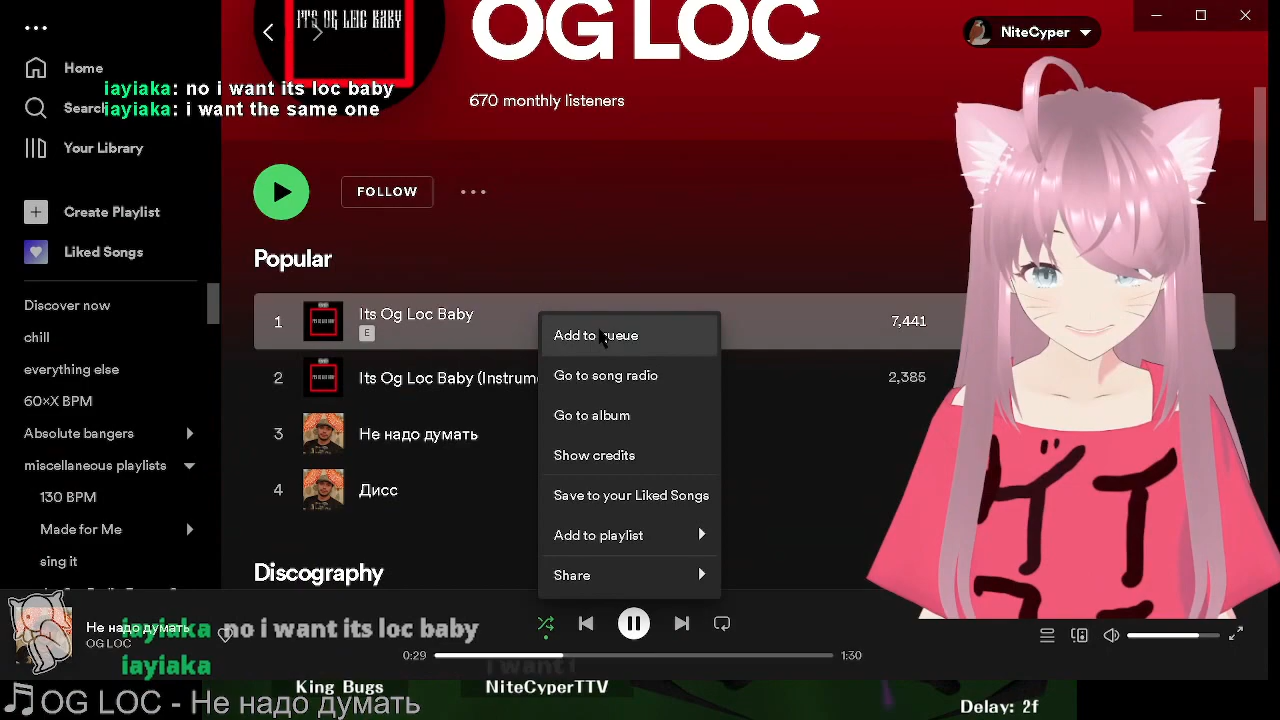 ITS OG LOC BABY
OG LOC
NiteCyper
670 monthly listeners
Home
Search
Your Library
iayiaka: no i want its loc baby
iayiaka: i want the same one
Create Playlist
Liked Songs
FOLLOW
Popular
Discover now
chill
everything else
60×X BPM
Absolute bangers
miscellaneous playlists
130 BPM
Made for Me
sing it
1
Its Og Loc Baby
E
7,441
2
Its Og Loc Baby (Instrum
2,385
3
Не надо думать
4
Дисс
Add to queue
Go to song radio
Go to album
Show credits
Save to your Liked Songs
Add to playlist
Share
Discography
Не надо думать
OG LOC
iayiaka no i want its loc baby
iayiaka
0:29
1:30
King Bugs
NiteCyperTTV
OG LOC - Не надо думать
Delay: 2f